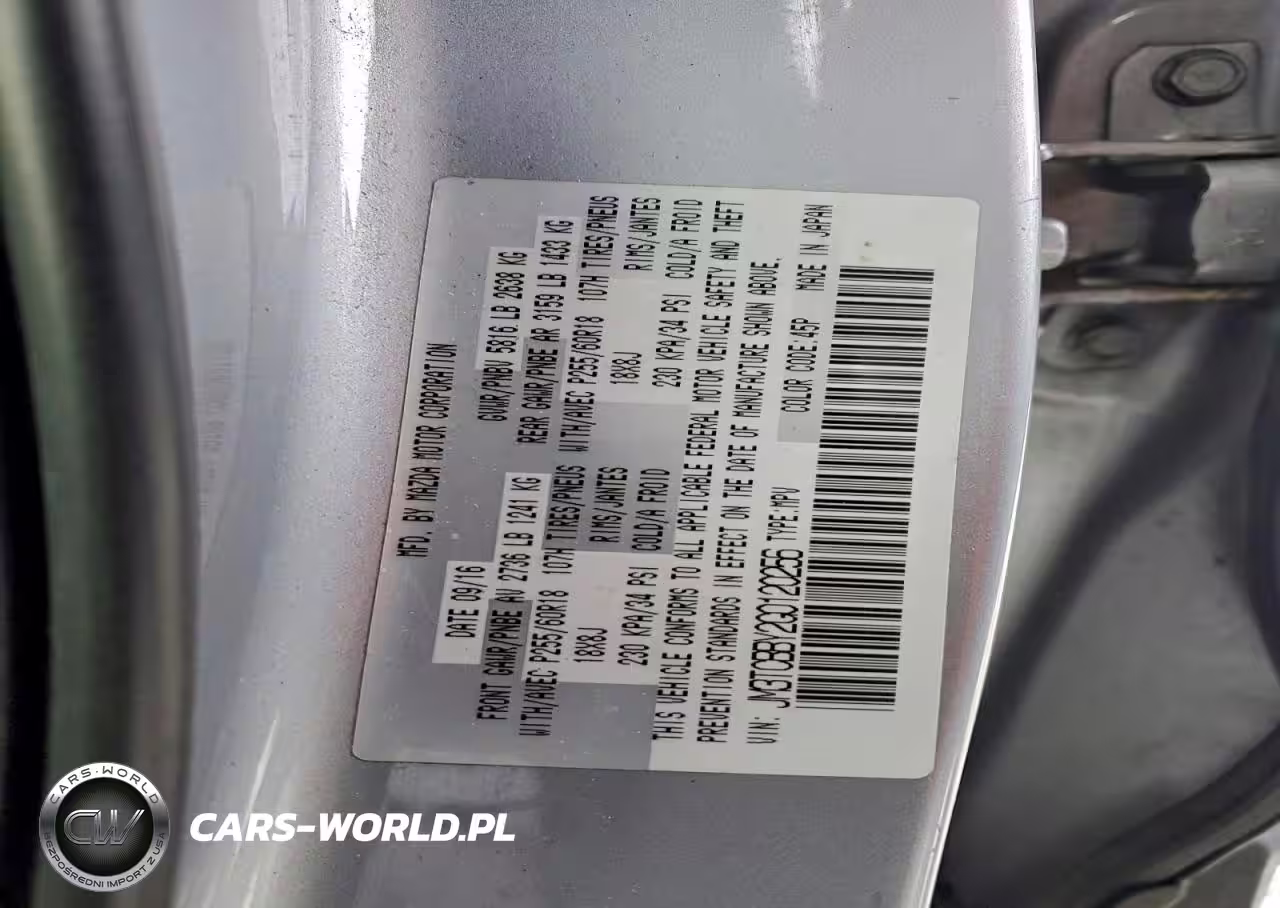 MFD. BY MAZDA MOTOR CORPORATION
DATE 09/16 GVWR/PNBV 5816 LB 2638 KG
FRONT GAWR/PNBE AV 2736 LB 1241 KG REAR GAWR/PNBE AR 3159 LB 1433 KG
WITH/AVEC P255/60R18 107H TIRES/PNEUS WITH/AVEC P255/60R18 107H TIRES/PNEUS
18X8J RIMS/JANTES 18X8J RIMS/JANTES
230 KPA/34 PSI COLD/A FROID 230 KPA/34 PSI COLD/A FROID
THIS VEHICLE CONFORMS TO ALL APPLICABLE FEDERAL MOTOR VEHICLE SAFETY AND THEFT
PREVENTION STANDARDS IN EFFECT ON THE DATE OF MANUFACTURE SHOWN ABOVE.
VIN: JM3TCBBY2G0120256 TYPE:MPV COLOR CODE:45P MADE IN JAPAN
CARS-WORLD
CW
BEZPOŚREDNI IMPORT Z USA
CARS-WORLD.PL